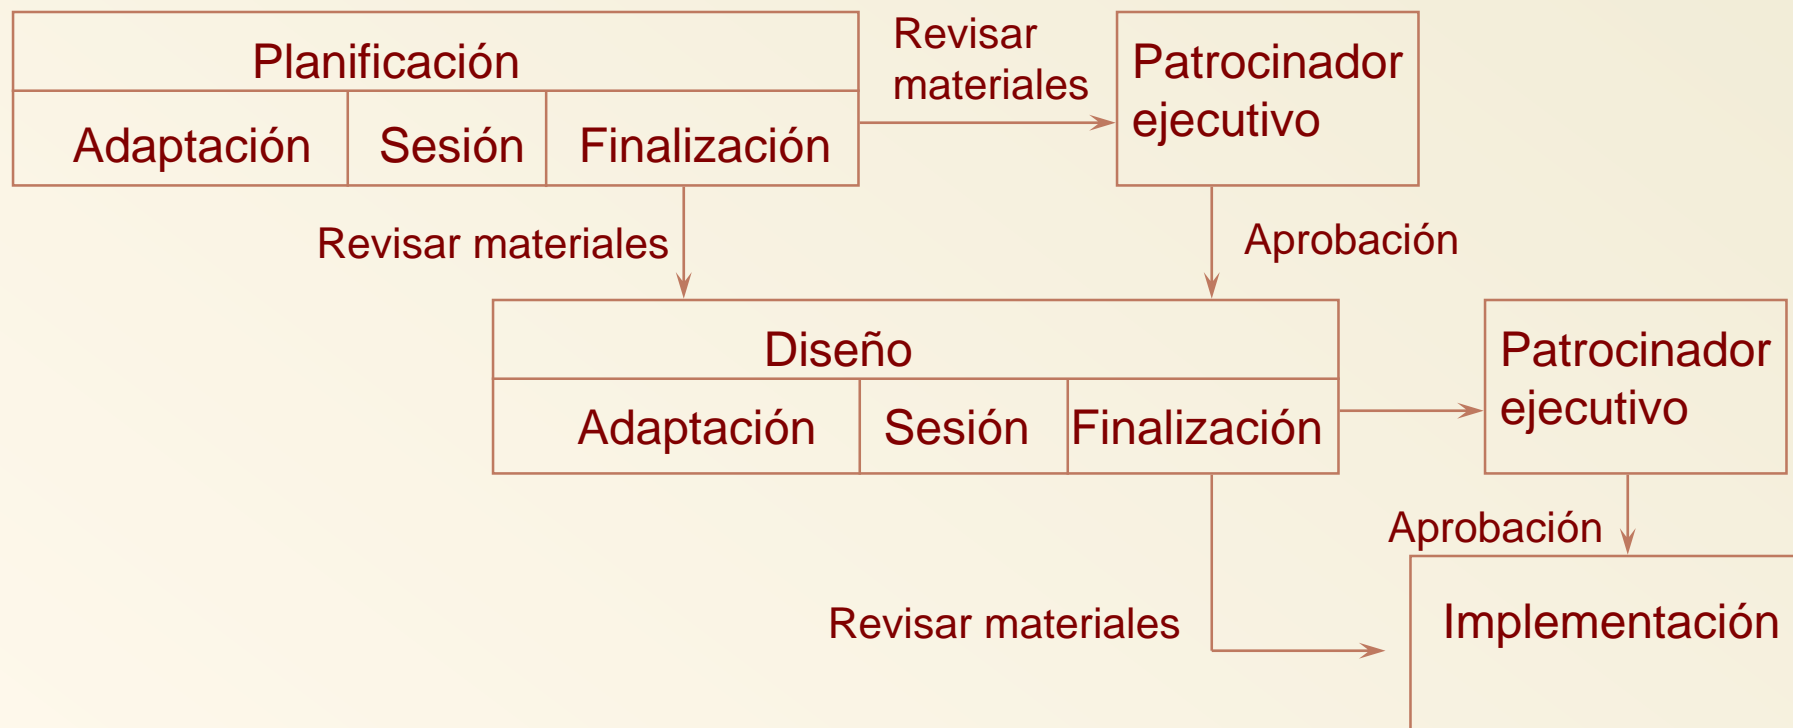 Planificación
Adaptación
Sesión
Finalización
Revisar
materiales
Patrocinador
ejecutivo
Revisar materiales
Aprobación
Diseño
Adaptación
Sesión
Finalización
Patrocinador
ejecutivo
Aprobación
Revisar materiales
Implementación